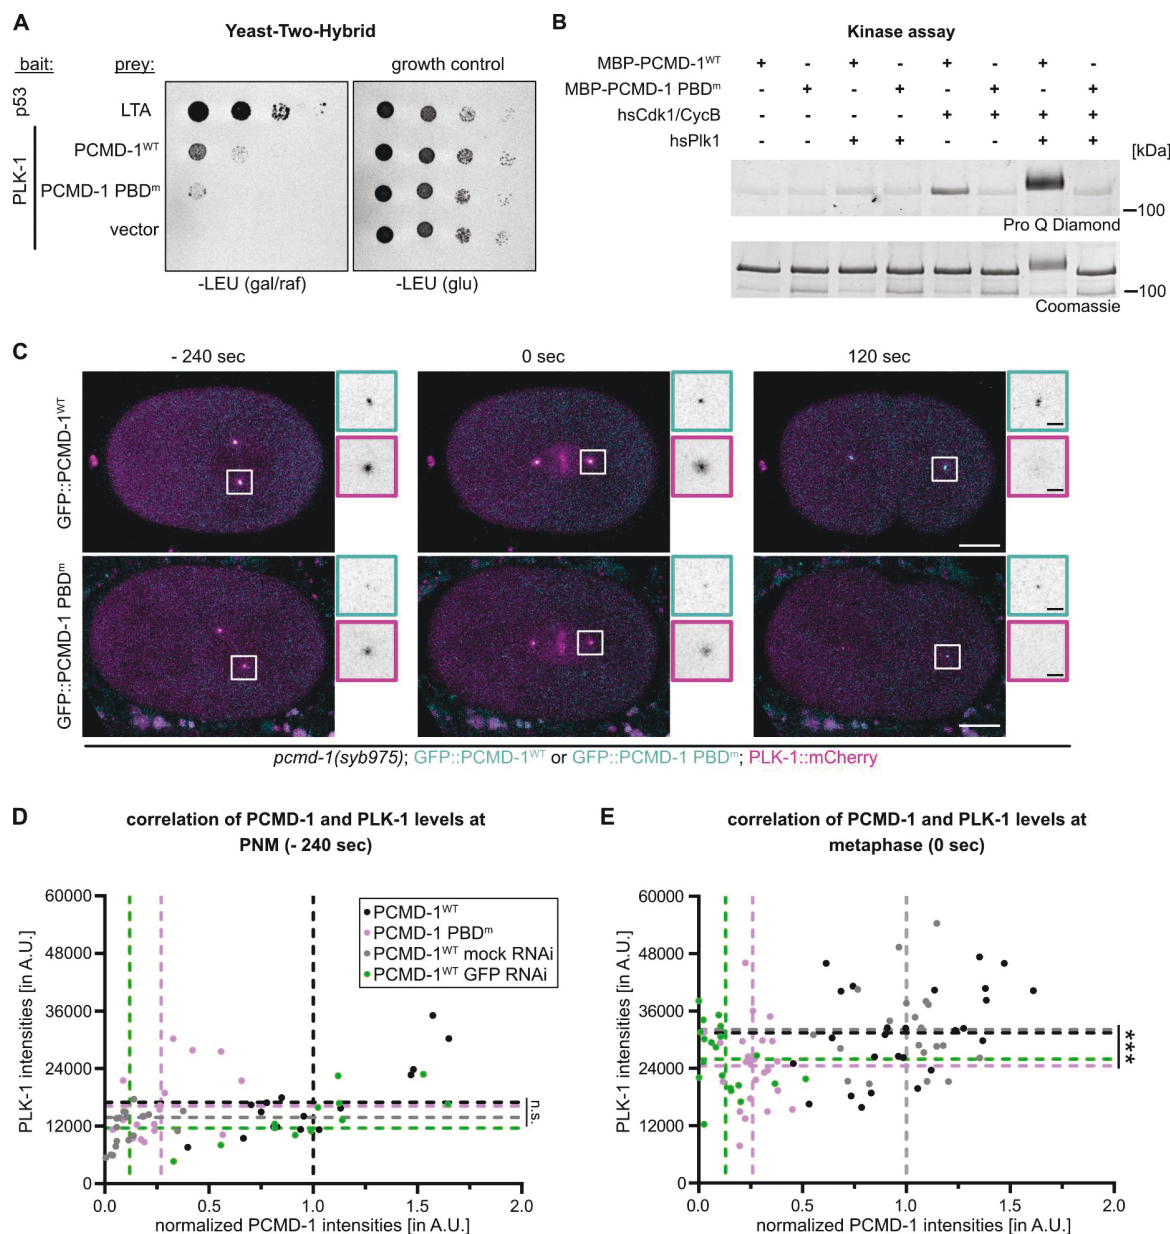 A
Yeast-Two-Hybrid
bait:
prey:
growth control
p53
LTA
PLK-1
PCMD-1WT
PCMD-1 PBDm
vector
-LEU (gal/raf)
-LEU (glu)
B
Kinase assay
MBP-PCMD-1WT + - + - + - + -
MBP-PCMD-1 PBDm - + - + - + - +
hsCdk1/CycB - - - - + + + +
hsPlk1 - - + + - - + +
[kDa]
100
Pro Q Diamond
100
Coomassie
C
- 240 sec
0 sec
120 sec
GFP::PCMD-1WT
GFP::PCMD-1 PBDm
pcmd-1(syb975); GFP::PCMD-1WT or GFP::PCMD-1 PBDm; PLK-1::mCherry
D
correlation of PCMD-1 and PLK-1 levels at
PNM (- 240 sec)
PLK-1 intensities [in A.U.]
60000
48000
36000
24000
12000
0
PCMD-1WT
PCMD-1 PBDm
PCMD-1WT mock RNAi
PCMD-1WT GFP RNAi
n.s.
0.0 0.5 1.0 1.5 2.0
normalized PCMD-1 intensities [in A.U.]
E
correlation of PCMD-1 and PLK-1 levels at
metaphase (0 sec)
PLK-1 intensities [in A.U.]
60000
48000
36000
24000
12000
0
***
0.0 0.5 1.0 1.5 2.0
normalized PCMD-1 intensities [in A.U.]